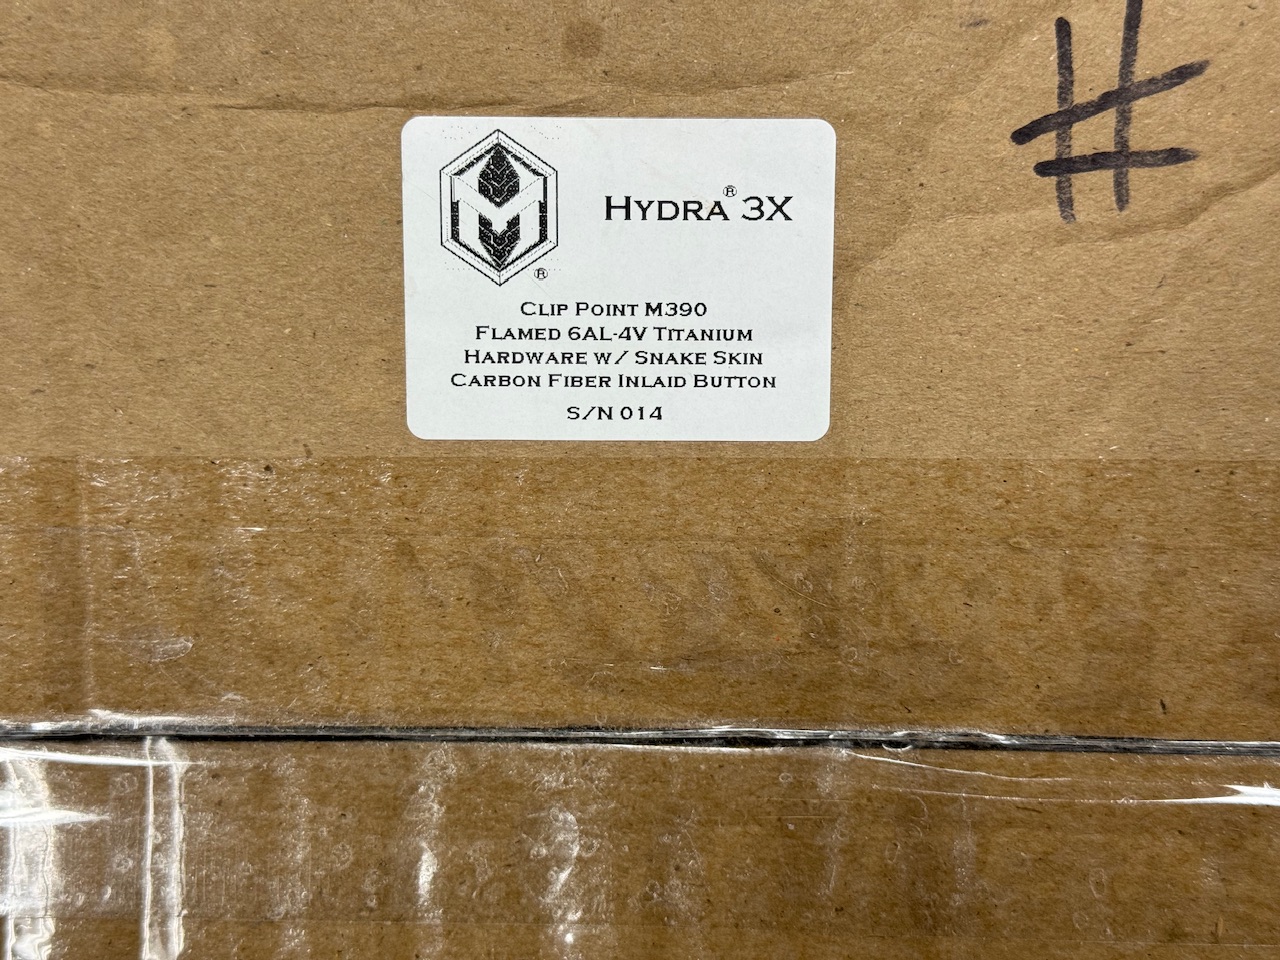 #
HYDRA® 3X
®
CLIP POINT M390
FLAMED 6AL-4V TITANIUM
HARDWARE W/ SNAKE SKIN
CARBON FIBER INLAID BUTTON
S/N 014